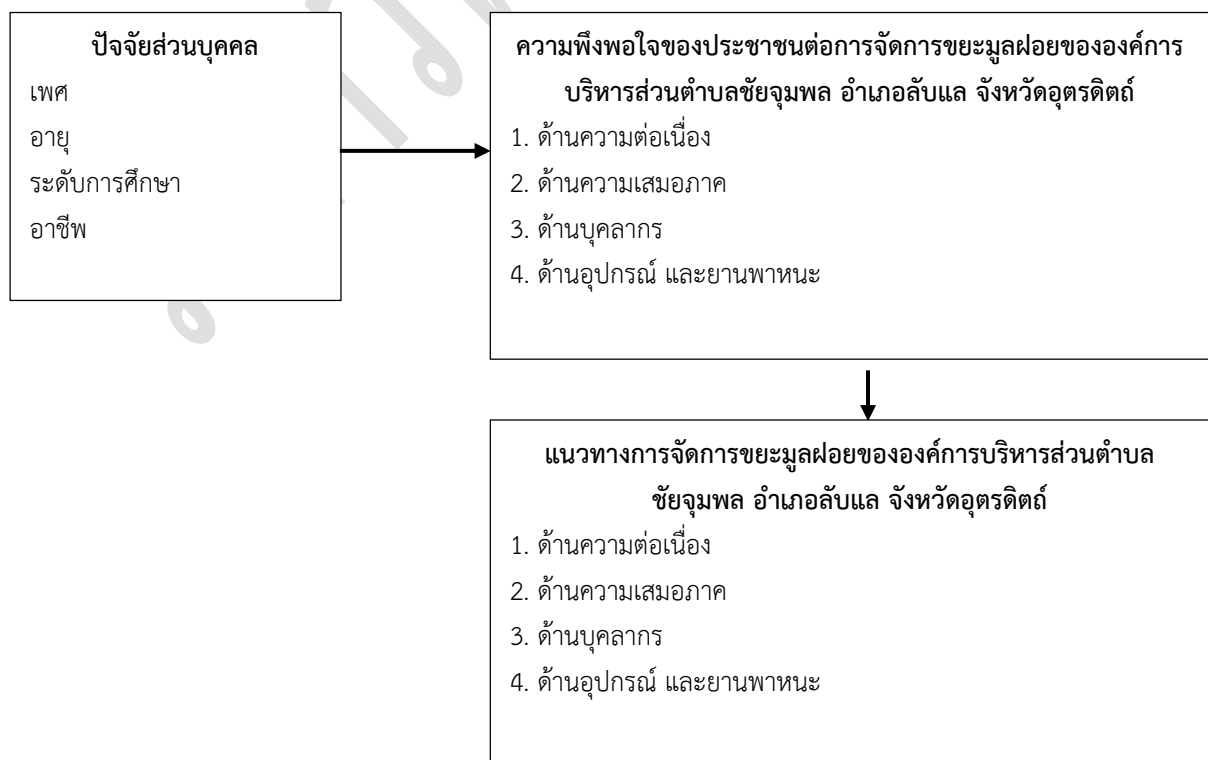 ปัจจัยส่วนบุคคล
เพศ
อายุ
ระดับการศึกษา
อาชีพ
ความพึงพอใจของประชาชนต่อการจัดการขยะมูลฝอยขององค์การ
บริหารส่วนตำบลชัยจุมพล อำเภอลับแล จังหวัดอุตรดิตถ์
1. ด้านความต่อเนื่อง
2. ด้านความเสมอภาค
3. ด้านบุคลากร
4. ด้านอุปกรณ์ และยานพาหนะ
แนวทางการจัดการขยะมูลฝอยขององค์การบริหารส่วนตำบล
ชัยจุมพล อำเภอลับแล จังหวัดอุตรดิตถ์
1. ด้านความต่อเนื่อง
2. ด้านความเสมอภาค
3. ด้านบุคลากร
4. ด้านอุปกรณ์ และยานพาหนะ